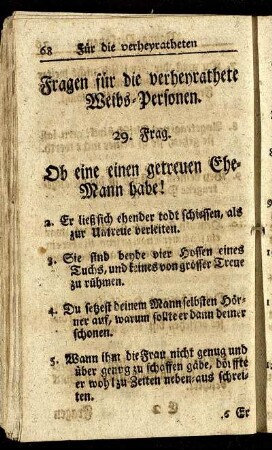 68 Für die verheyratheten
Fragen für die verheyrathete
Weibs-Personen.
29. Frag.
Ob eine einen getreuen Ehe-
Mann habe!
2. Er ließ sich ehender todt schiessen, als
zur Untreue verleiten.
3. Sie sind beyde vier Hossen eines
Tuchs, und keines von grösser Treue
zu rühmen.
4. Du setzest deinem Mann selbsten Hör-
ner auf, warum sollte er dann deiner
schonen.
5. Wann ihm die Frau nicht genug und
über genug zu schaffen gäbe, dörffte
er wohl zu Zeiten neben-aus schrei-
ten.
6 Er